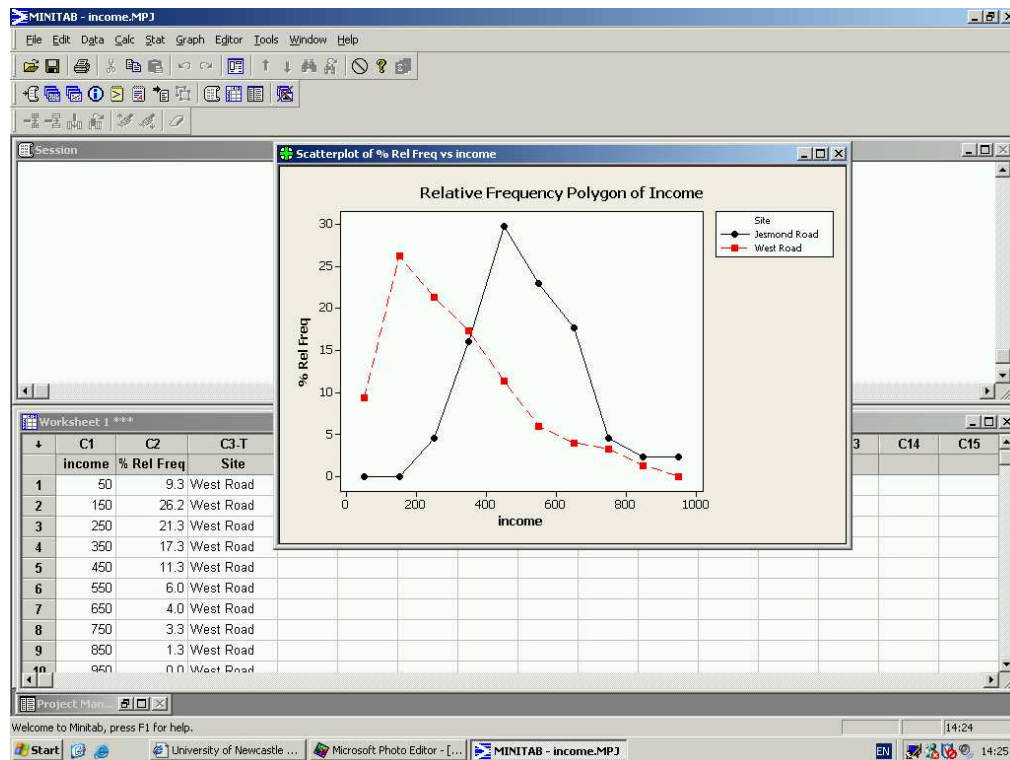 MINITAB - income.MPJ
File Edit Data Calc Stat Graph Editor Tools Window Help
Session
Scatterplot of % Rel Freq vs income
Relative Frequency Polygon of Income
Site
Jesmond Road
West Road
30
25
20
15
10
5
0
% Rel Freq
0 200 400 600 800 1000
income
Worksheet 1 ***
C1 C2 C3-T 3 C14 C15
income % Rel Freq Site
1 50 9.3 West Road
2 150 26.2 West Road
3 250 21.3 West Road
4 350 17.3 West Road
5 450 11.3 West Road
6 550 6.0 West Road
7 650 4.0 West Road
8 750 3.3 West Road
9 850 1.3 West Road
10 950 0.0 West Road
Project Man...
Welcome to Minitab, press F1 for help. 14:24
Start University of Newcastle ... Microsoft Photo Editor - [... MINITAB - income.MPJ EN 14:25